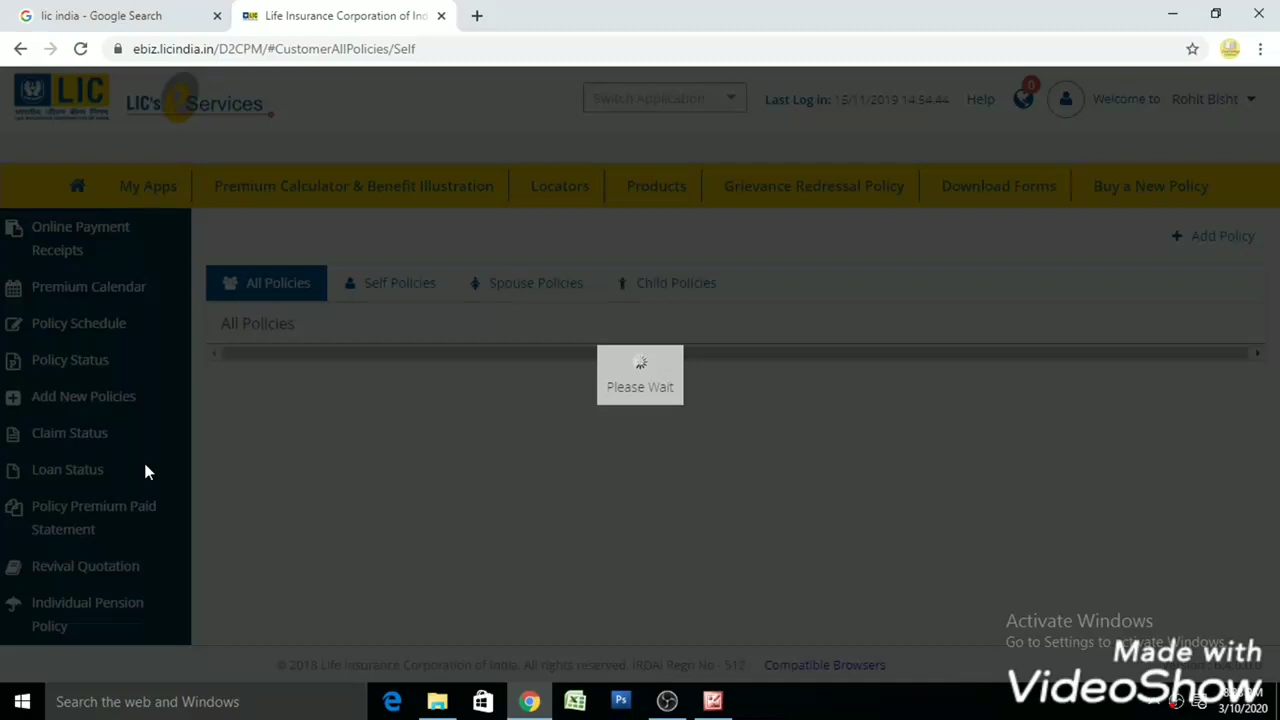 lic india - Google Search
Life Insurance Corporation of Ind
ebiz.licindia.in/D2CPM/#CustomerAllPolicies/Self
LIC
LIC's
Services
Switch Application
Last Log in: 15/11/2019 14:54:44
Help
0
Welcome to Rohit Bisht
My Apps
Premium Calculator & Benefit Illustration
Locators
Products
Grievance Redressal Policy
Download Forms
Buy a New Policy
Online Payment
Receipts
Premium Calendar
Policy Schedule
Policy Status
Add New Policies
Claim Status
Loan Status
Policy Premium Paid
Statement
Revival Quotation
Individual Pension
Policy
+ Add Policy
All Policies
Self Policies
Spouse Policies
Child Policies
All Policies
Please Wait
Activate Windows
Go to Settings to activate Windows.
© 2018 Life Insurance Corporation of India. All rights reserved. IRDAI Regn No - 512
Compatible Browsers
Made with
VideoShow
Search the web and Windows
Ps
3/10/2020